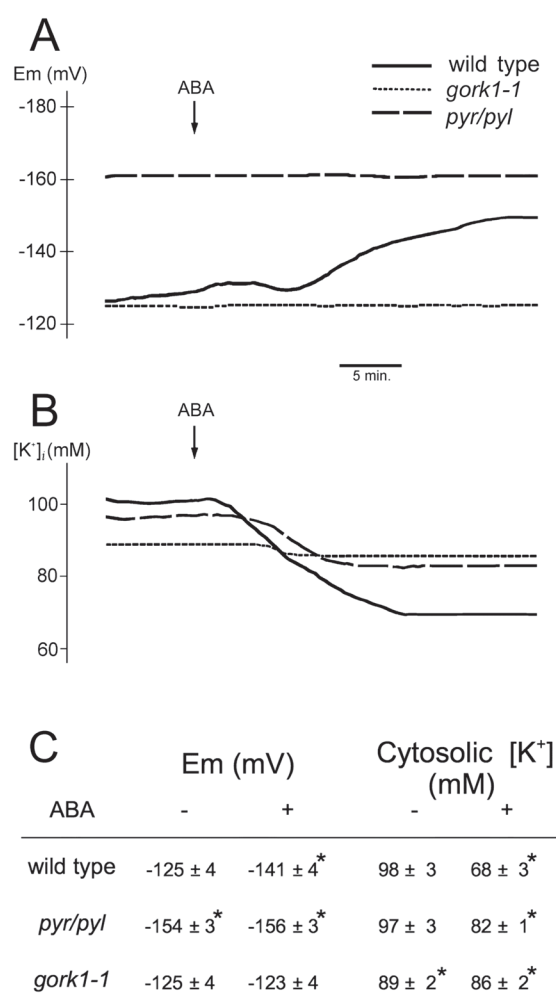 A
Em (mV)
-180
-160
-140
-120
ABA
wild type
gork1-1
pyr/pyl
5 min.
B
[K+]i (mM)
100
80
60
ABA
C
Em (mV) Cytosolic [K+] (mM)
ABA - + - +
wild type -125 ± 4 -141 ± 4* 98 ± 3 68 ± 3*
pyr/pyl -154 ± 3* -156 ± 3* 97 ± 3 82 ± 1*
gork1-1 -125 ± 4 -123 ± 4 89 ± 2* 86 ± 2*